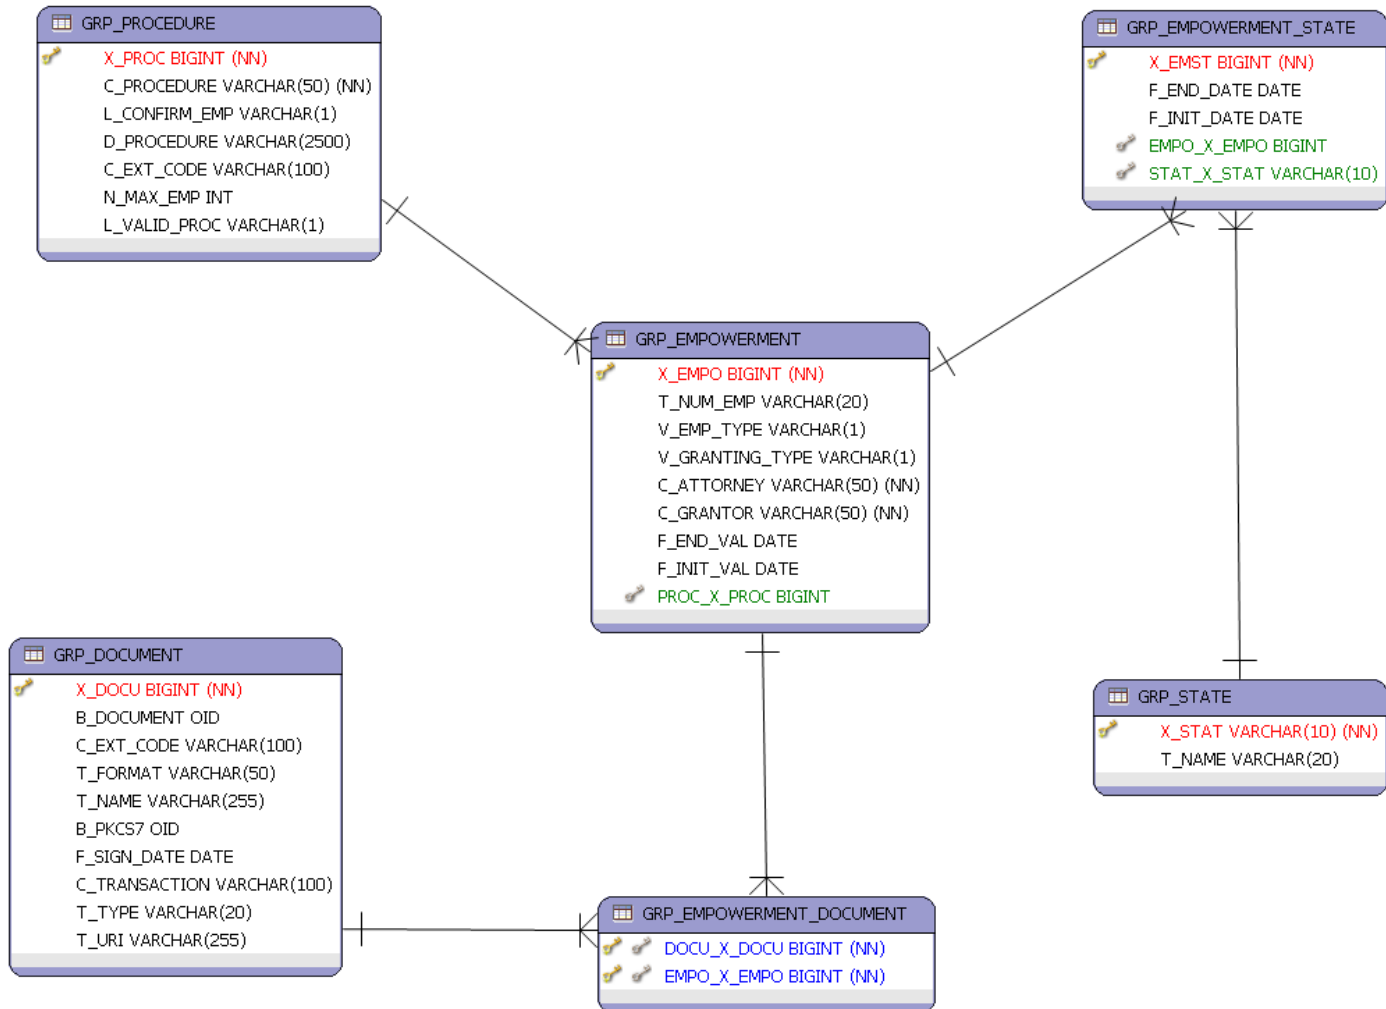 GRP_PROCEDURE
X_PROC BIGINT (NN)
C_PROCEDURE VARCHAR(50) (NN)
L_CONFIRM_EMP VARCHAR(1)
D_PROCEDURE VARCHAR(2500)
C_EXT_CODE VARCHAR(100)
N_MAX_EMP INT
L_VALID_PROC VARCHAR(1)
GRP_EMPOWERMENT_STATE
X_EMST BIGINT (NN)
F_END_DATE DATE
F_INIT_DATE DATE
EMPO_X_EMPO BIGINT
STAT_X_STAT VARCHAR(10)
GRP_EMPOWERMENT
X_EMPO BIGINT (NN)
T_NUM_EMP VARCHAR(20)
V_EMP_TYPE VARCHAR(1)
V_GRANTING_TYPE VARCHAR(1)
C_ATTORNEY VARCHAR(50) (NN)
C_GRANTOR VARCHAR(50) (NN)
F_END_VAL DATE
F_INIT_VAL DATE
PROC_X_PROC BIGINT
GRP_DOCUMENT
X_DOCU BIGINT (NN)
B_DOCUMENT OID
C_EXT_CODE VARCHAR(100)
T_FORMAT VARCHAR(50)
T_NAME VARCHAR(255)
B_PKCS7 OID
F_SIGN_DATE DATE
C_TRANSACTION VARCHAR(100)
T_TYPE VARCHAR(20)
T_URI VARCHAR(255)
GRP_STATE
X_STAT VARCHAR(10) (NN)
T_NAME VARCHAR(20)
GRP_EMPOWERMENT_DOCUMENT
DOCU_X_DOCU BIGINT (NN)
EMPO_X_EMPO BIGINT (NN)